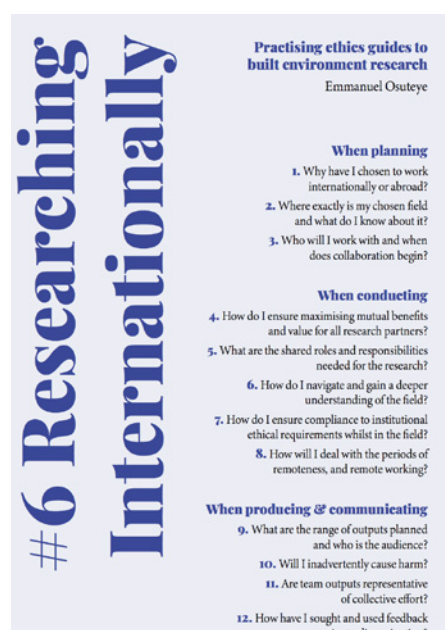 #6 Researching
Internationally
Practising ethics guides to
built environment research
Emmanuel Osuteye
When planning
1. Why have I chosen to work
internationally or abroad?
2. Where exactly is my chosen field
and what do I know about it?
3. Who will I work with and when
does collaboration begin?
When conducting
4. How do I ensure maximising mutual benefits
and value for all research partners?
5. What are the shared roles and responsibilities
needed for the research?
6. How do I navigate and gain a deeper
understanding of the field?
7. How do I ensure compliance to institutional
ethical requirements whilst in the field?
8. How will I deal with the periods of
remoteness, and remote working?
When producing & communicating
9. What are the range of outputs planned
and who is the audience?
10. Will I inadvertently cause harm?
11. Are team outputs representative
of collective effort?
12. How have I sought and used feedback